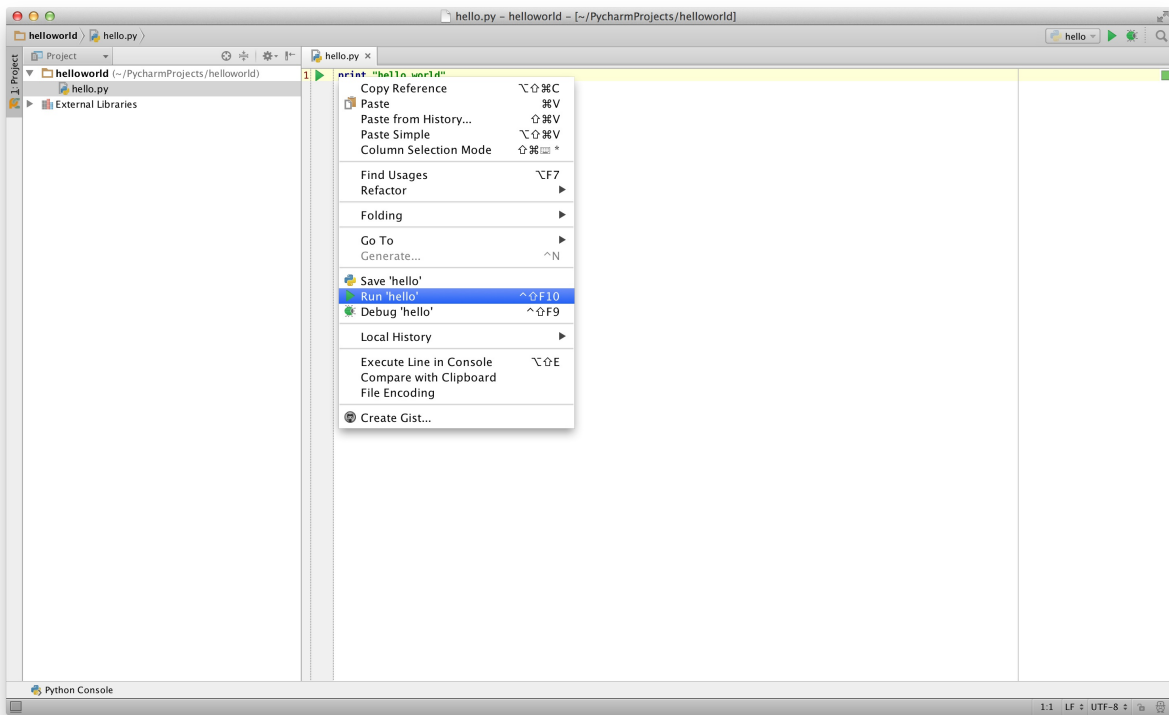 hello.py – helloworld – [~/PycharmProjects/helloworld]
helloworld hello.py
hello
1: Project
Project
helloworld (~/PycharmProjects/helloworld)
hello.py
External Libraries
hello.py
1 print "hello world"
Copy Reference ⌥⇧⌘C
Paste ⌘V
Paste from History... ⇧⌘V
Paste Simple ⌥⇧⌘V
Column Selection Mode ⇧⌘⌨ *
Find Usages ⌥F7
Refactor
Folding
Go To
Generate... ^N
Save 'hello'
Run 'hello' ^⇧F10
Debug 'hello' ^⇧F9
Local History
Execute Line in Console ⌥⇧E
Compare with Clipboard
File Encoding
Create Gist...
Python Console
1:1 LF UTF-8